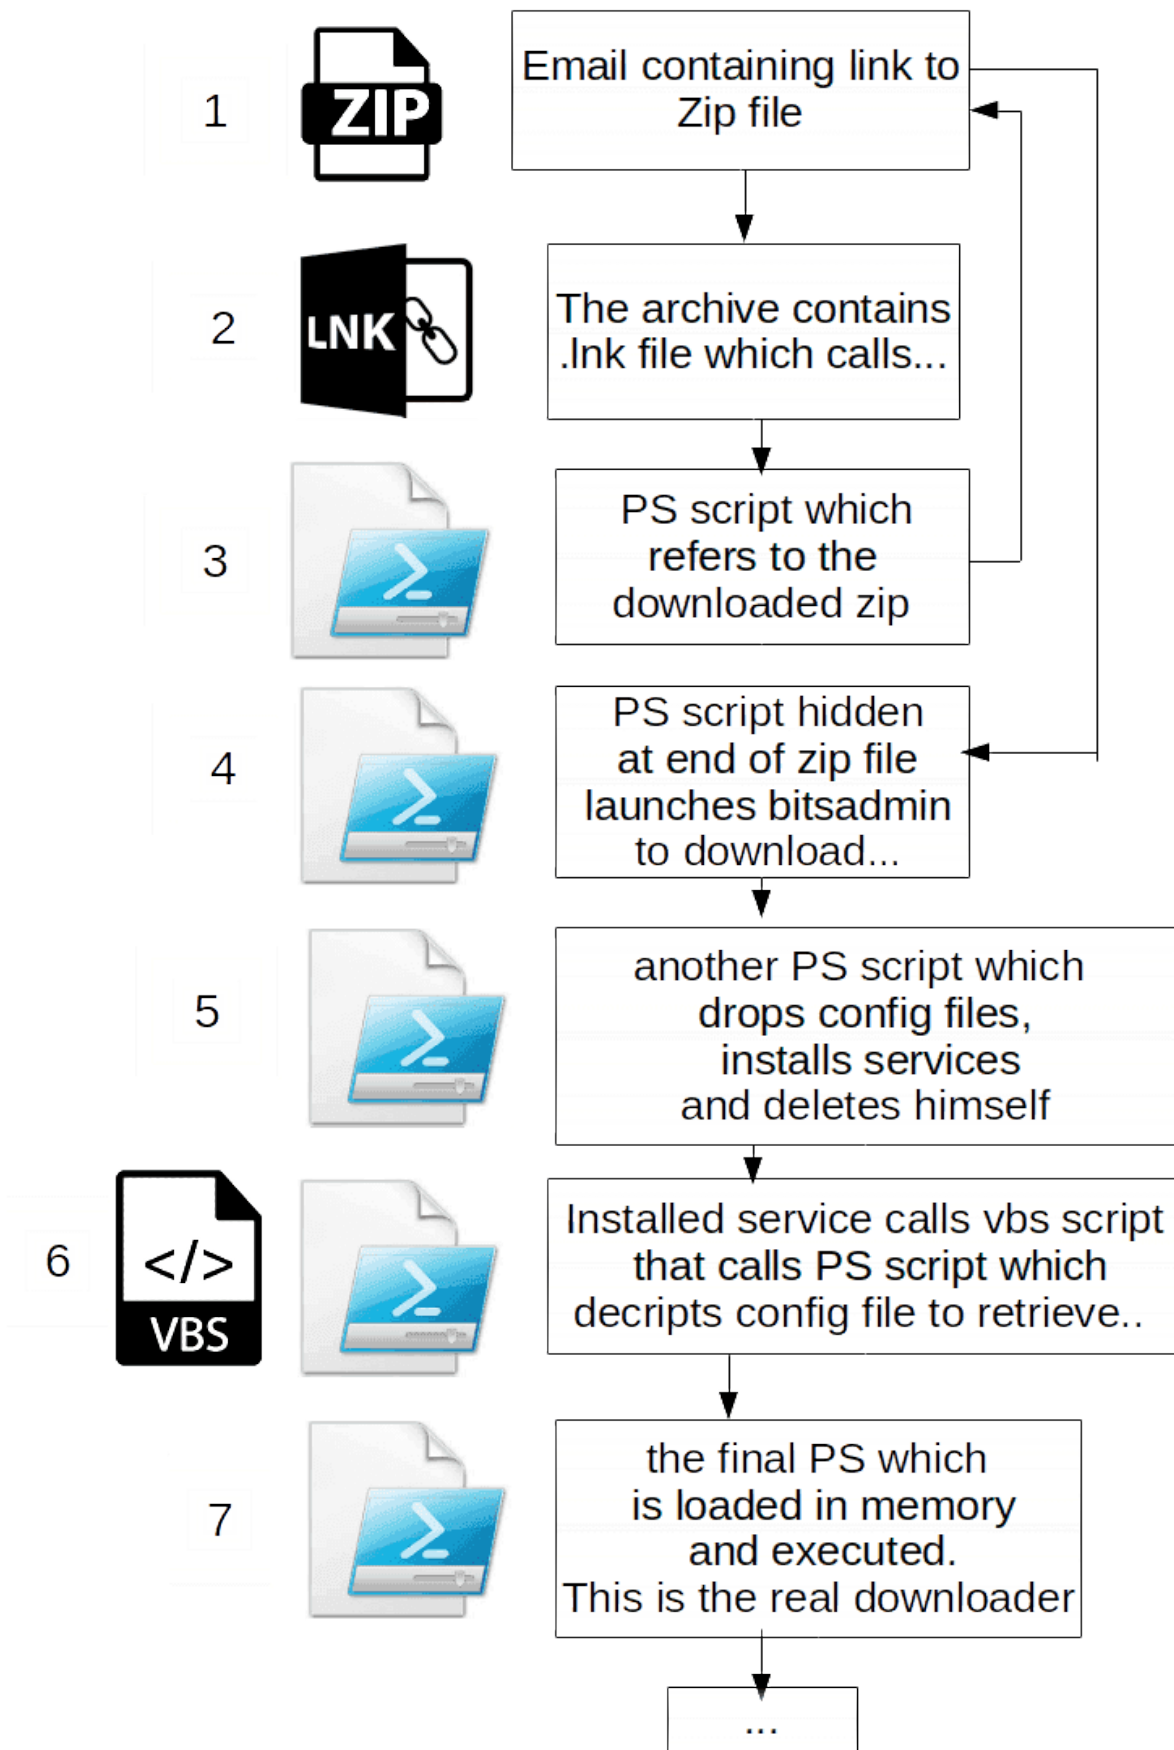 1
ZIP
Email containing link to
Zip file
2
LNK
The archive contains
.lnk file which calls...
3
PS script which
refers to the
downloaded zip
4
PS script hidden
at end of zip file
launches bitsadmin
to download...
5
another PS script which
drops config files,
installs services
and deletes himself
6
</>
VBS
Installed service calls vbs script
that calls PS script which
decripts config file to retrieve..
7
the final PS which
is loaded in memory
and executed.
This is the real downloader
...